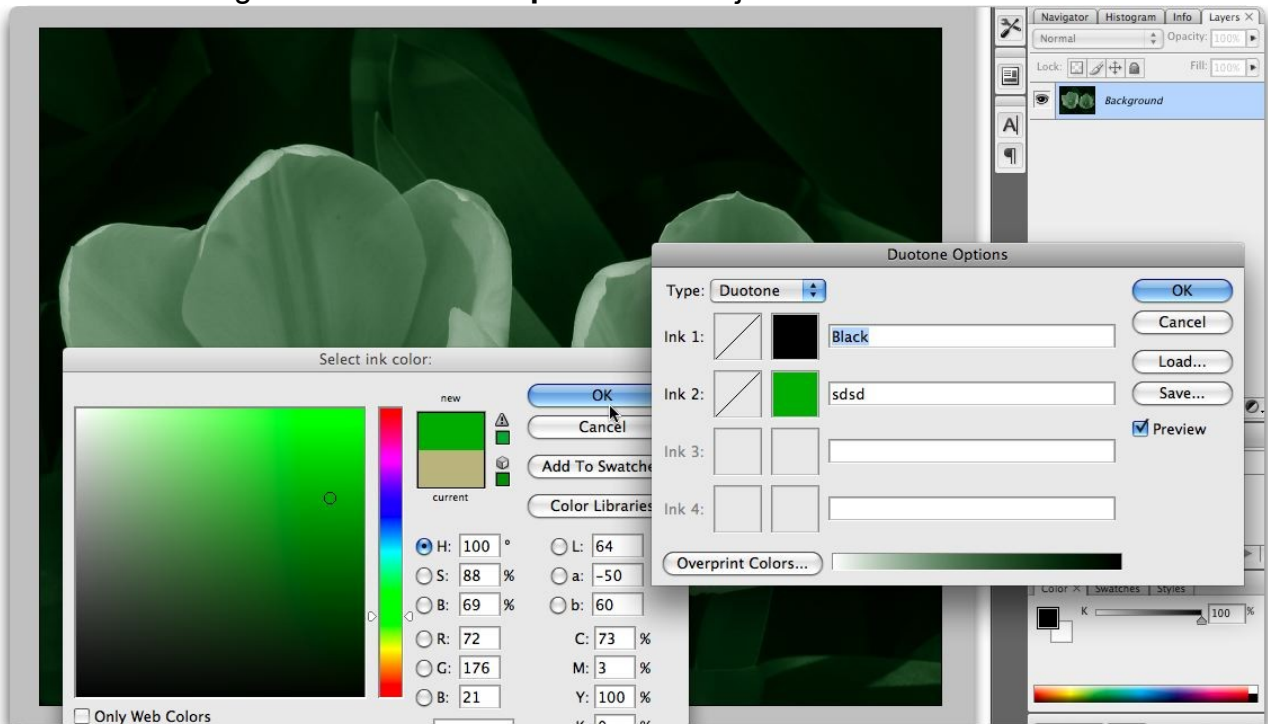 Navigator Histogram Info Layers ×
Normal Opacity: 100%
Lock: Fill: 100%
Background
A|
¶
Duotone Options
Type: Duotone OK
Ink 1: Black Cancel
Load...
Ink 2: sdsd Save...
Preview
Ink 3:
Ink 4:
Overprint Colors...
Select ink color:
new OK
Cancel
Add To Swatche
current Color Libraries
H: 100 ° L: 64
S: 88 % a: -50
B: 69 % b: 60
R: 72 C: 73 %
G: 176 M: 3 %
B: 21 Y: 100 %
Only Web Colors
Color × Swatches Styles
K 100 %